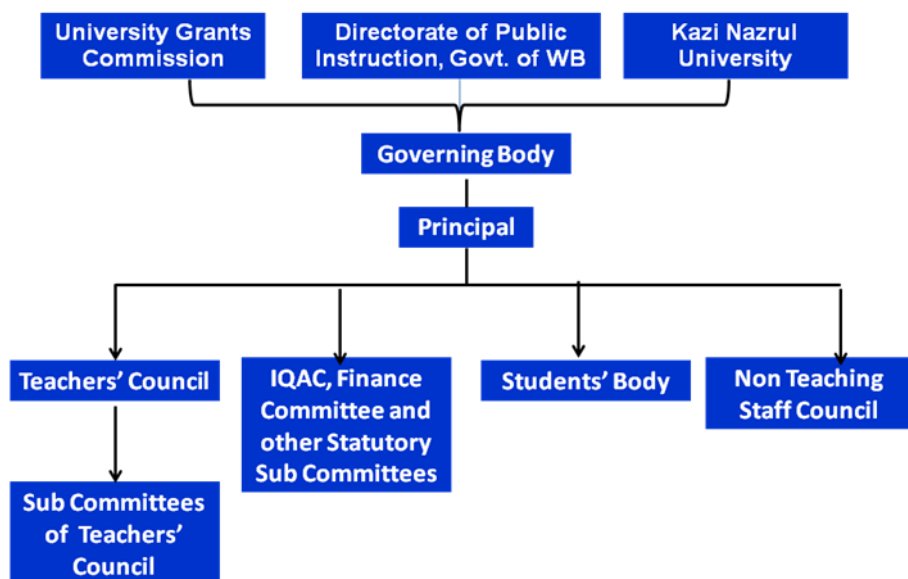 University Grants
Commission
Directorate of Public
Instruction, Govt. of WB
Kazi Nazrul
University
Governing Body
Principal
Teachers’ Council
IQAC, Finance
Committee and
other Statutory
Sub Committees
Students’ Body
Non Teaching
Staff Council
Sub Committees
of Teachers’
Council